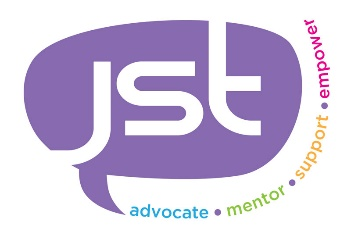 jst
advocate • mentor • support • empower